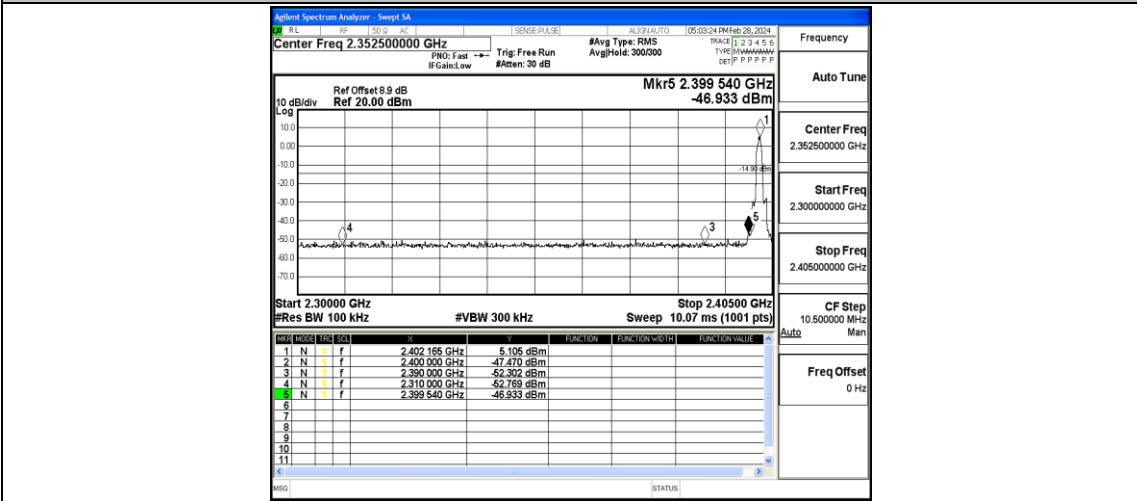 Agilent Spectrum Analyzer - Swept SA
RL RF 50 Ω AC SENSE:PULSE ALIGN AUTO 05:03:24 PM Feb 28, 2024
Center Freq 2.352500000 GHz
PNO: Fast
IFGain:Low
Trig: Free Run
#Atten: 30 dB
#Avg Type: RMS
Avg|Hold: 300/300
TRACE 1 2 3 4 5 6
TYPE M
DET P P P P P P
Frequency
Mkr5 2.399 540 GHz
-46.933 dBm
Ref Offset 8.9 dB
10 dB/div Ref 20.00 dBm
Log
10.0
0.00
-10.0
-20.0
-30.0
-40.0
-50.0
-60.0
-70.0
1
-14.90 dBm
5
3
4
Start 2.30000 GHz Stop 2.40500 GHz
#Res BW 100 kHz #VBW 300 kHz Sweep 10.07 ms (1001 pts)
MKR MODE TRC SCL X Y FUNCTION FUNCTION WIDTH FUNCTION VALUE
1 N 1 f 2.402 165 GHz 5.105 dBm
2 N 1 f 2.400 000 GHz -47.470 dBm
3 N 1 f 2.390 000 GHz -52.302 dBm
4 N 1 f 2.310 000 GHz -52.769 dBm
5 N 1 f 2.399 540 GHz -46.933 dBm
6
7
8
9
10
11
MSG STATUS
Auto Tune
Center Freq
2.352500000 GHz
Start Freq
2.300000000 GHz
Stop Freq
2.405000000 GHz
CF Step
10.500000 MHz
Auto Man
Freq Offset
0 Hz